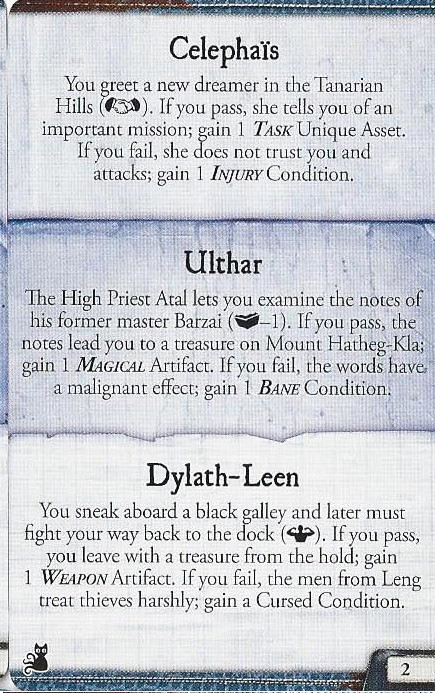 Celephaïs
You greet a new dreamer in the Tanarian
Hills (). If you pass, she tells you of an
important mission; gain 1 TASK Unique Asset.
If you fail, she does not trust you and
attacks; gain 1 INJURY Condition.
Ulthar
The High Priest Atal lets you examine the notes of
his former master Barzai (–1). If you pass, the
notes lead you to a treasure on Mount Hatheg-Kla;
gain 1 MAGICAL Artifact. If you fail, the words have
a malignant effect; gain 1 BANE Condition.
Dylath-Leen
You sneak aboard a black galley and later must
fight your way back to the dock (). If you pass,
you leave with a treasure from the hold; gain
1 WEAPON Artifact. If you fail, the men from Leng
treat thieves harshly; gain a Cursed Condition.
2